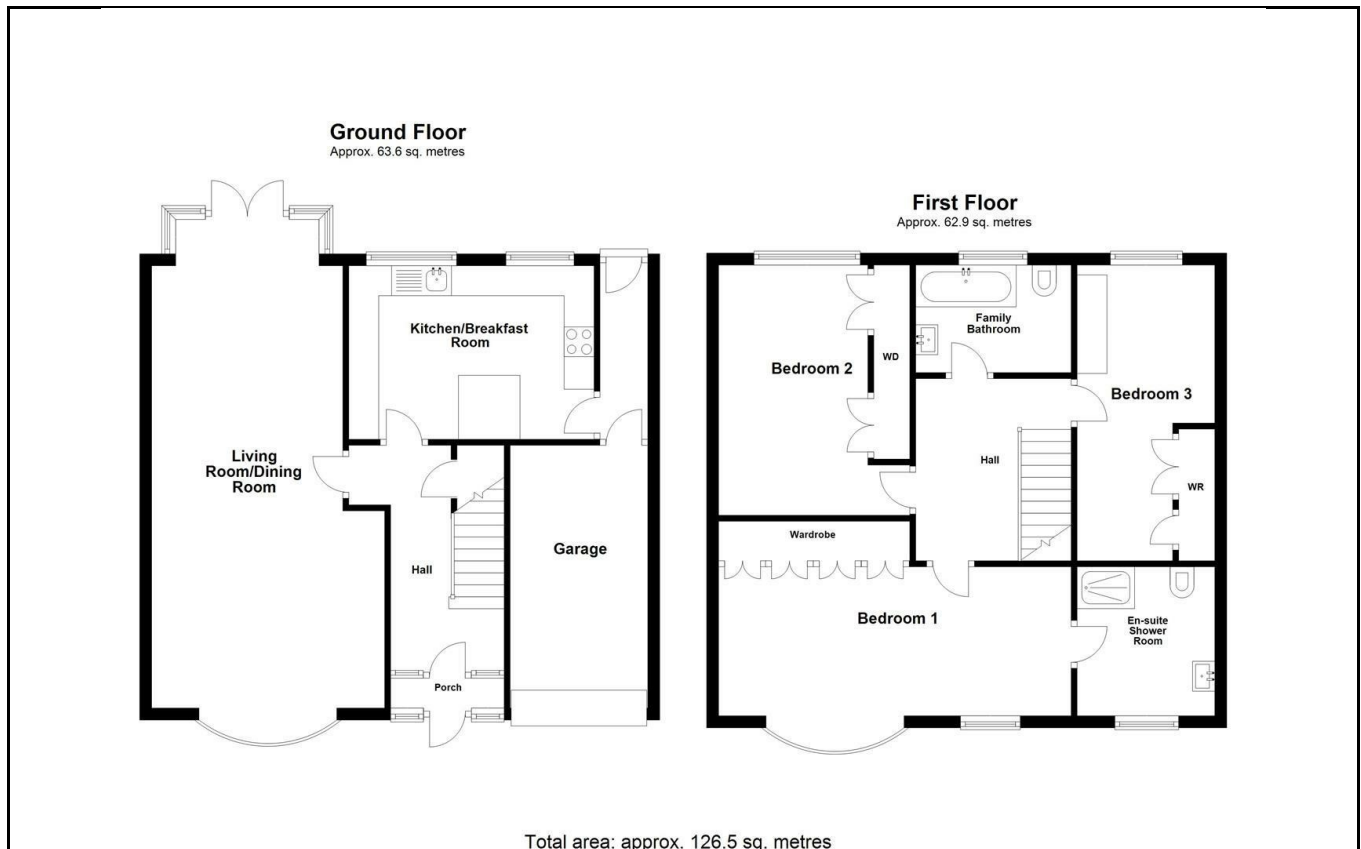 Ground Floor
Approx. 63.6 sq. metres
Kitchen/Breakfast
Room
Living
Room/Dining
Room
Hall
Garage
Porch
First Floor
Approx. 62.9 sq. metres
Family
Bathroom
Bedroom 2
WD
Bedroom 3
Hall
WR
Wardrobe
Bedroom 1
En-suite
Shower
Room
Total area: approx. 126.5 sq. metres